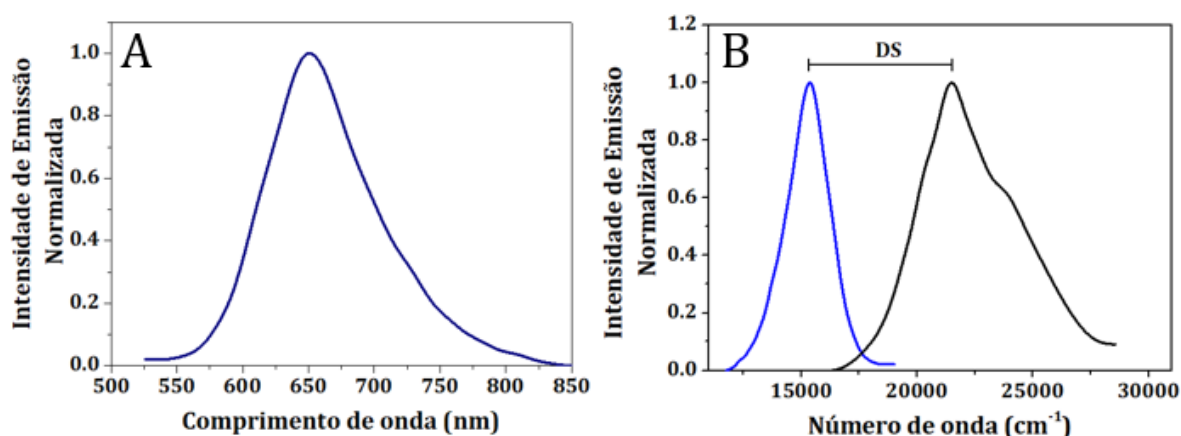 A
Intensidade de Emissão
Normalizada
1.0
0.8
0.6
0.4
0.2
0.0
500 550 600 650 700 750 800 850
Comprimento de onda (nm)
B
DS
Intensidade de Emissão
Normalizada
1.2
1.0
0.8
0.6
0.4
0.2
0.0
15000 20000 25000 30000
Número de onda (cm⁻¹)